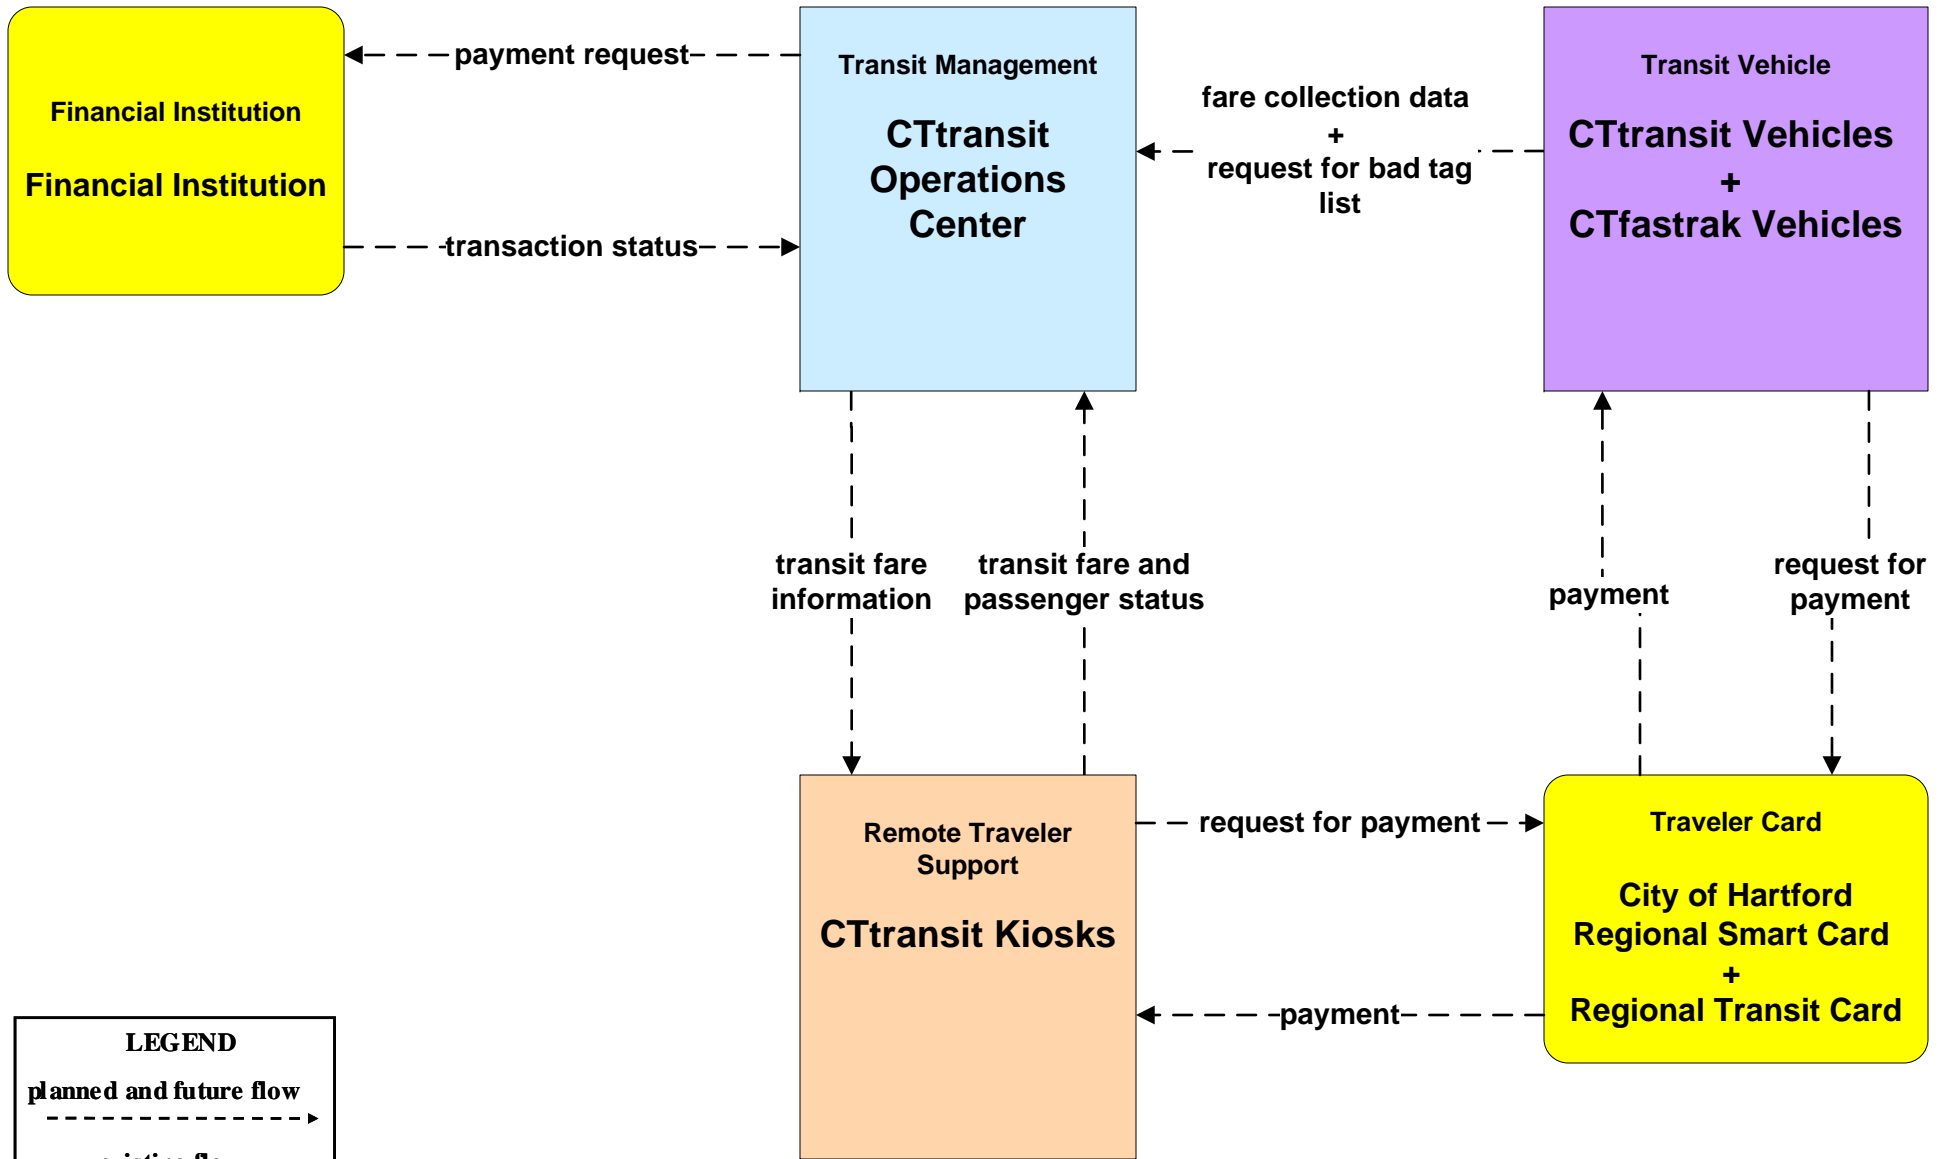 payment request
Financial Institution
Financial Institution
transaction status
Transit Management
CTtransit
Operations
Center
fare collection data
+
request for bad tag
list
Transit Vehicle
CTtransit Vehicles
+
CTfastrak Vehicles
transit fare
information
transit fare and
passenger status
payment
request for
payment
Remote Traveler
Support
CTtransit Kiosks
request for payment
payment
Traveler Card
City of Hartford
Regional Smart Card
+
Regional Transit Card
LEGEND
planned and future flow